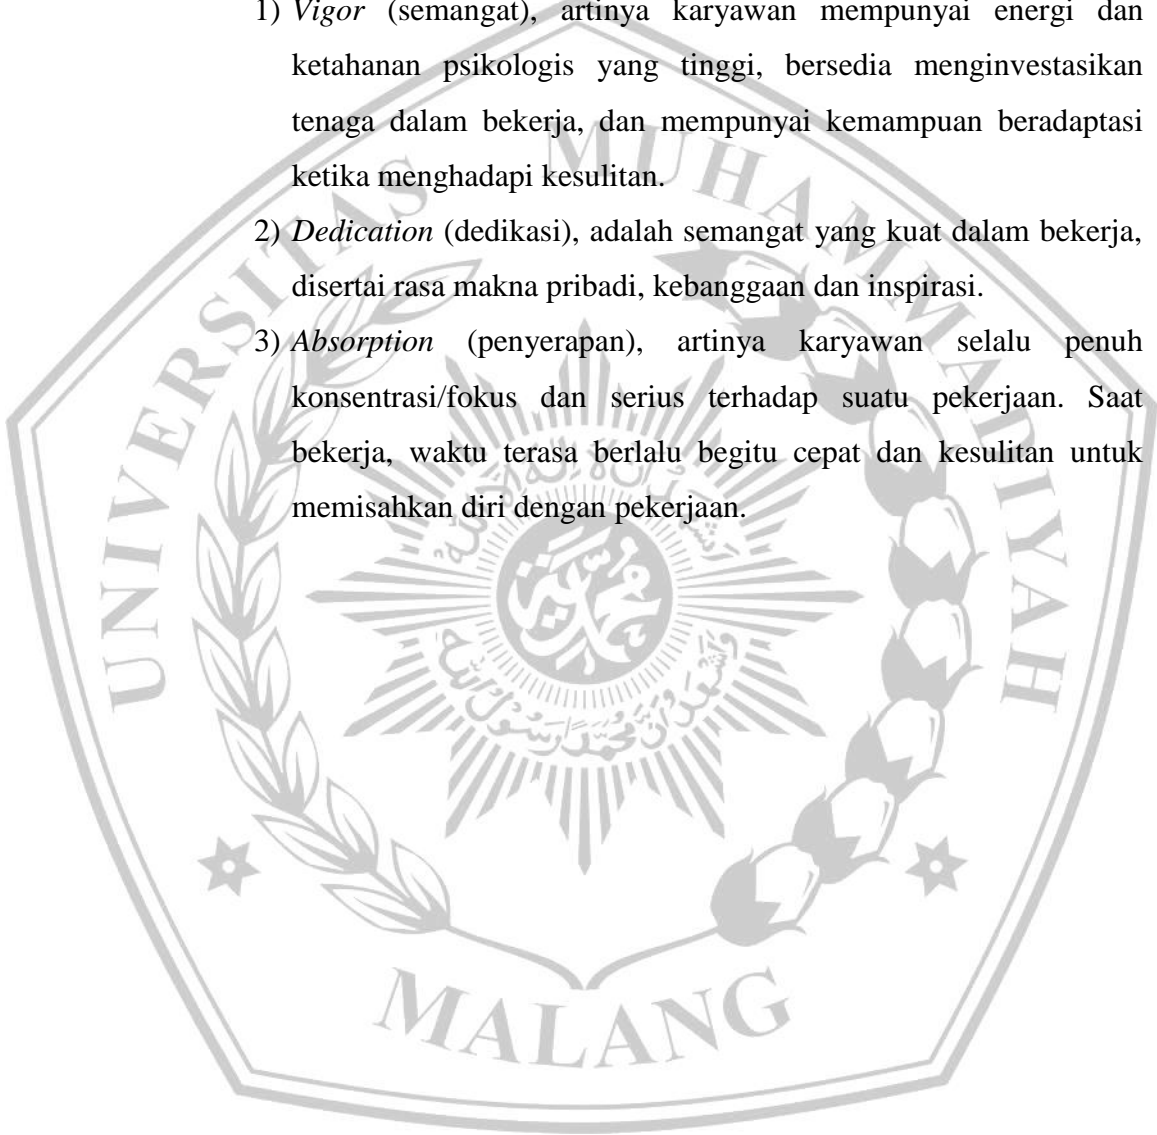 1) Vigor (semangat), artinya karyawan mempunyai energi dan
ketahanan psikologis yang tinggi, bersedia menginvestasikan
tenaga dalam bekerja, dan mempunyai kemampuan beradaptasi
ketika menghadapi kesulitan.
2) Dedication (dedikasi), adalah semangat yang kuat dalam bekerja,
disertai rasa makna pribadi, kebanggaan dan inspirasi.
3) Absorption (penyerapan), artinya karyawan selalu penuh
konsentrasi/fokus dan serius terhadap suatu pekerjaan. Saat
bekerja, waktu terasa berlalu begitu cepat dan kesulitan untuk
memisahkan diri dengan pekerjaan.
UNIVERSITAS MUHAMMADIYAH
MALANG